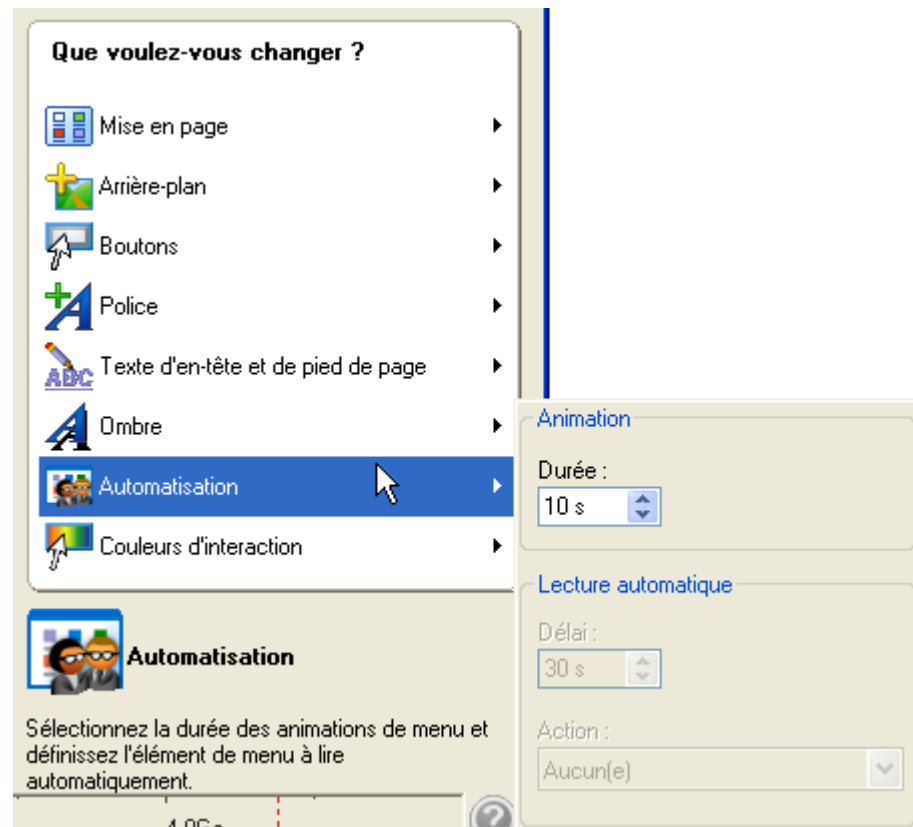 Que voulez-vous changer ?
Mise en page
Arrière-plan
Boutons
Police
ABC
Texte d'en-tête et de pied de page
Ombre
Automatisation
Couleurs d'interaction
Animation
Durée :
10 s
Lecture automatique
Délai :
30 s
Action :
Aucun(e)
Automatisation
Sélectionnez la durée des animations de menu et
définissez l'élément de menu à lire
automatiquement.